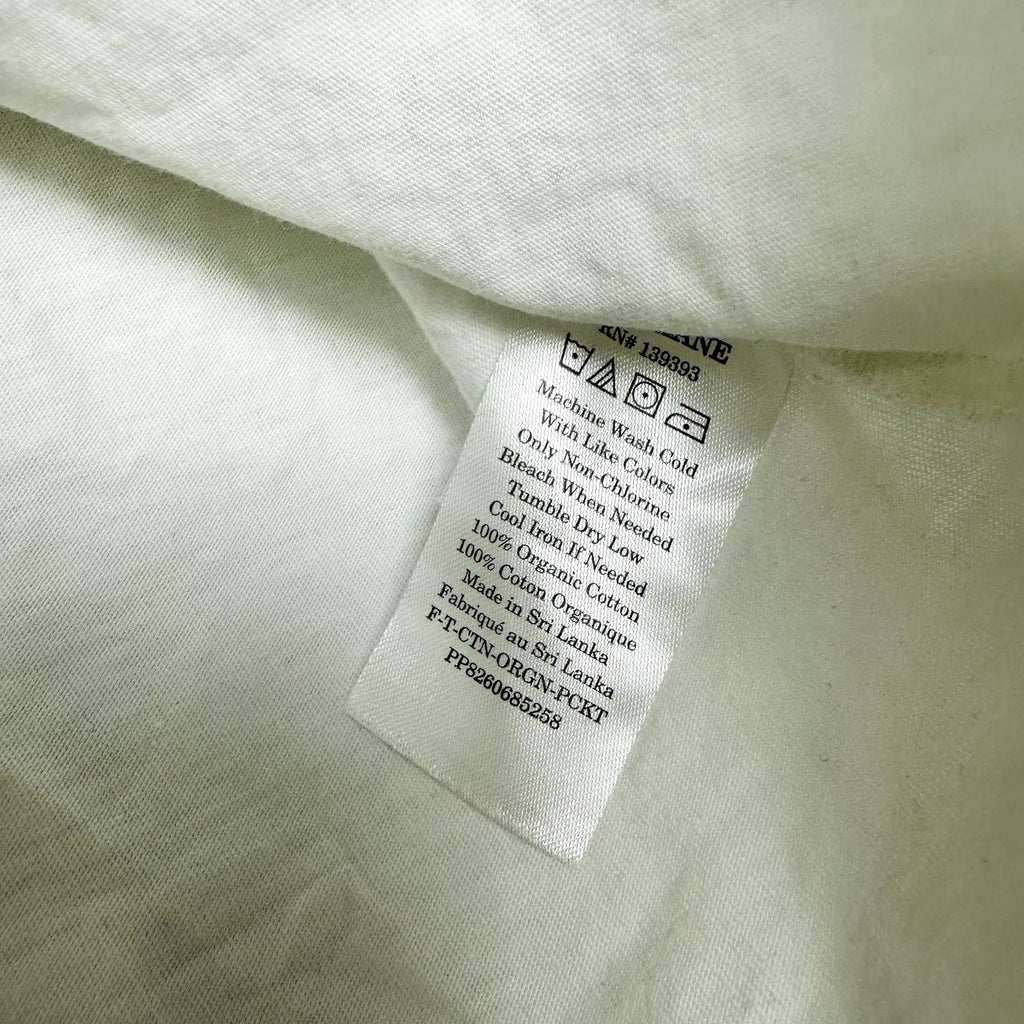 RN# 139393
Machine Wash Cold
With Like Colors
Only Non-Chlorine
Bleach When Needed
Tumble Dry Low
Cool Iron If Needed
100% Organic Cotton
100% Coton Organique
Made in Sri Lanka
Fabriqué au Sri Lanka
F-T-CTN-ORGN-PCKT
PP8260685258